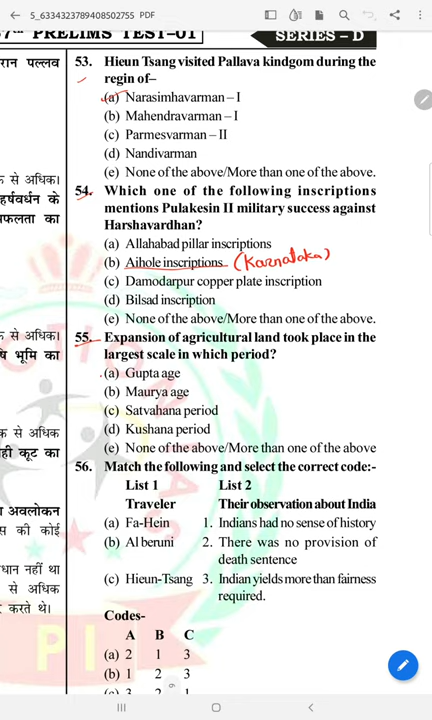 5_6334323789408502755 PDF
7th PRELIMS TEST-01
SERIES - D
रान पल्लव
53. Hieun Tsang visited Pallava kindgom during the
regin of–
(a) Narasimhavarman – I
(b) Mahendravarman – I
(c) Parmesvarman – II
(d) Nandivarman
(e) None of the above/More than one of the above.
क से अधिक।
54. Which one of the following inscriptions
हर्षवर्धन के
mentions Pulakesin II military success against
फलता का
Harshavardhan?
(a) Allahabad pillar inscriptions
(b) Aihole inscriptions (Karnataka)
(c) Damodarpur copper plate inscription
(d) Bilsad inscription
(e) None of the above/More than one of the above.
के से अधिक।
55. Expansion of agricultural land took place in the
षे भूमि का
largest scale in which period?
(a) Gupta age
(b) Maurya age
(c) Satvahana period
(d) Kushana period
क से अधिक
(e) None of the above/More than one of the above
ही कूट का
56. Match the following and select the correct code:-
List 1 List 2
अवलोकन
Traveler Their observation about India
स की कोई
(a) Fa-Hein 1. Indians had no sense of history
(b) Al beruni 2. There was no provision of
death sentence
धान नहीं था
से अधिक
(c) Hieun-Tsang 3. Indian yields more than fairness
करते थे।
required.
Codes-
A B C
(a) 2 1 3
(b) 1 2 3
6